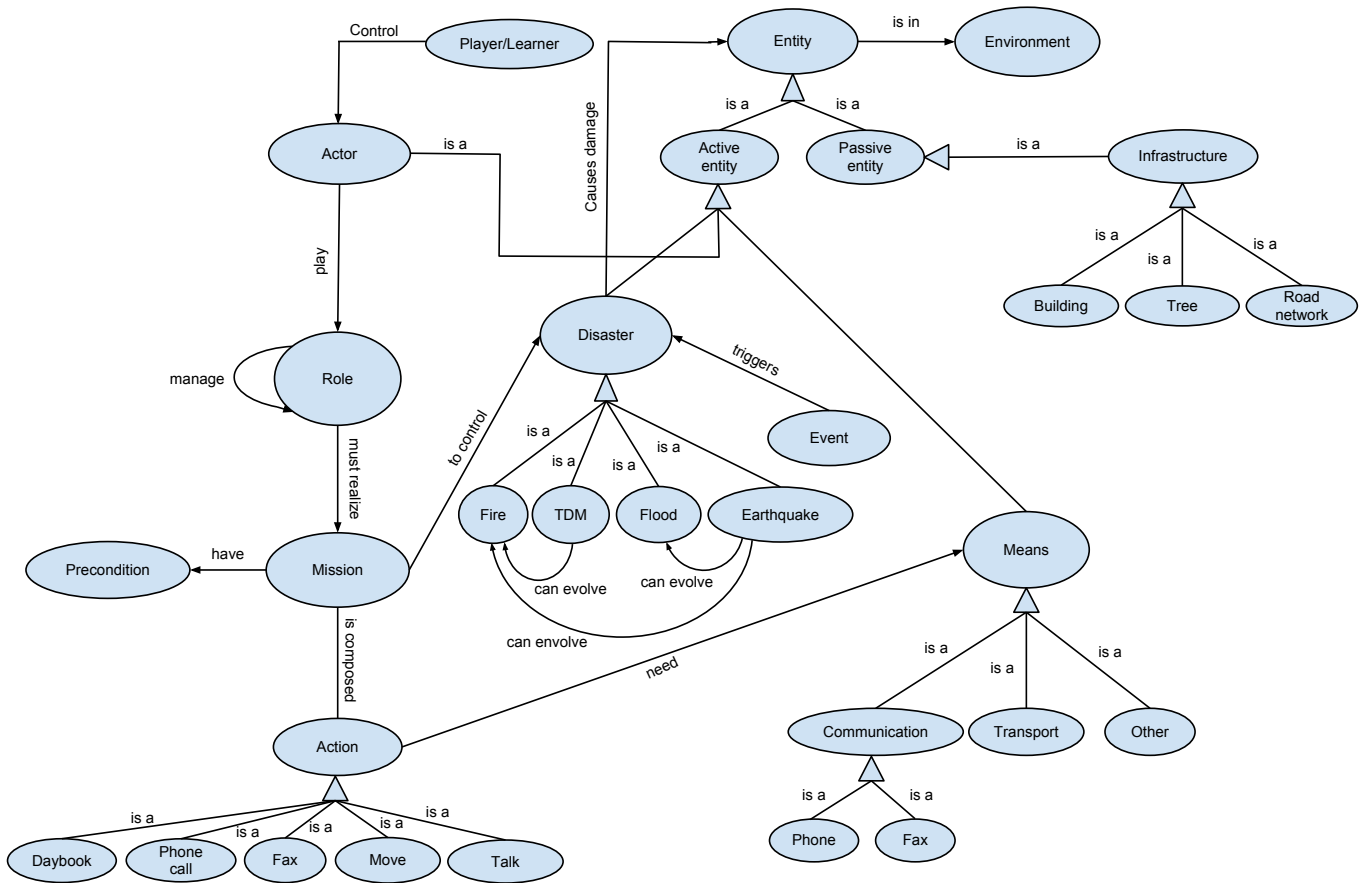 Control
Player/Learner
Entity
is in
Environment
is a
is a
Actor
is a
Active
entity
Passive
entity
is a
Infrastructure
Causes damage
is a
is a
is a
Building
Tree
Road
network
play
Disaster
triggers
manage
Role
Event
to control
is a
is a
is a
is a
must realize
Fire
TDM
Flood
Earthquake
Means
have
Precondition
Mission
can evolve
can evolve
can envolve
is composed
need
is a
is a
is a
Communication
Transport
Other
Action
is a
is a
is a
is a
is a
is a
is a
Daybook
Phone
call
Fax
Move
Talk
Phone
Fax